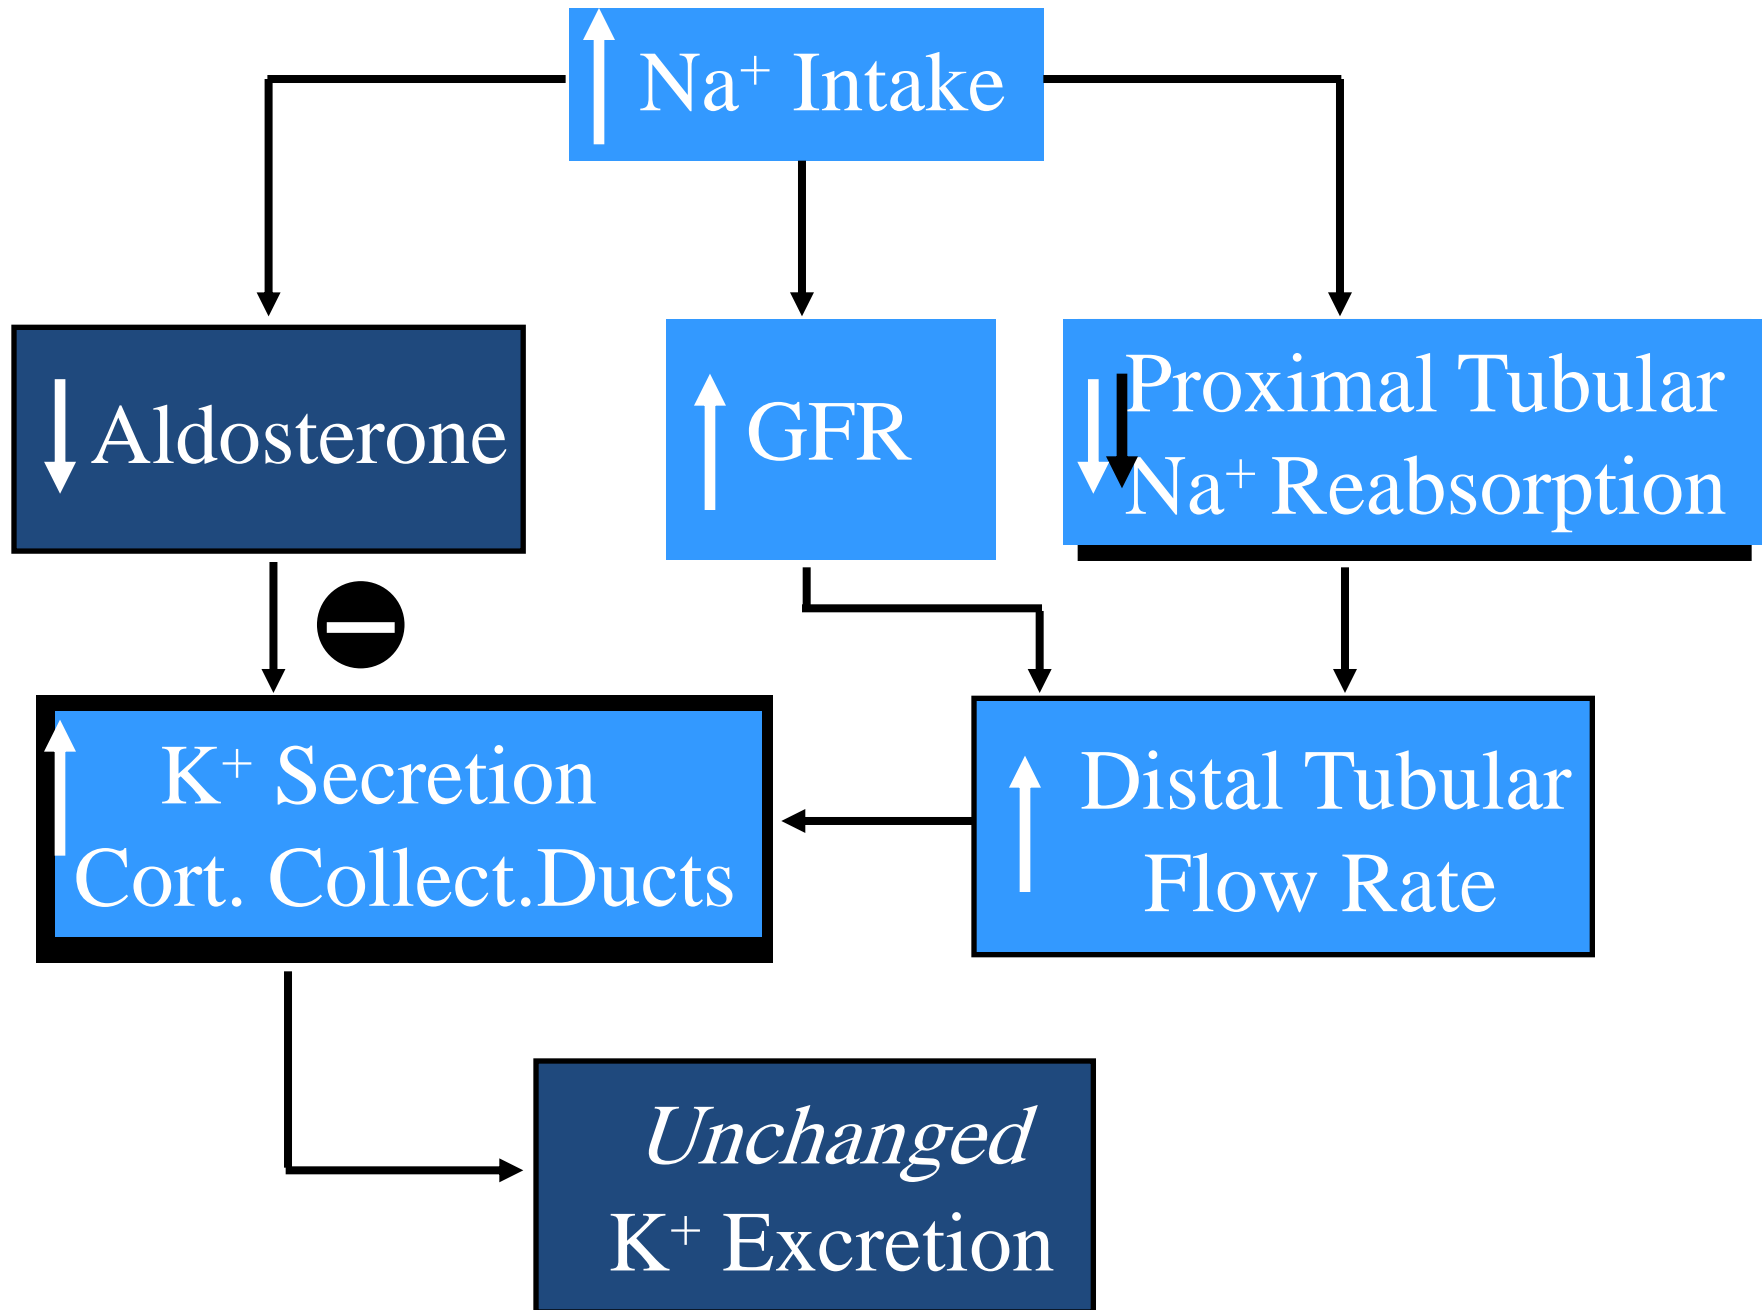 Na⁺ Intake
Aldosterone
GFR
Proximal Tubular
Na⁺ Reabsorption
K⁺ Secretion
Cort. Collect.Ducts
Distal Tubular
Flow Rate
Unchanged
K⁺ Excretion